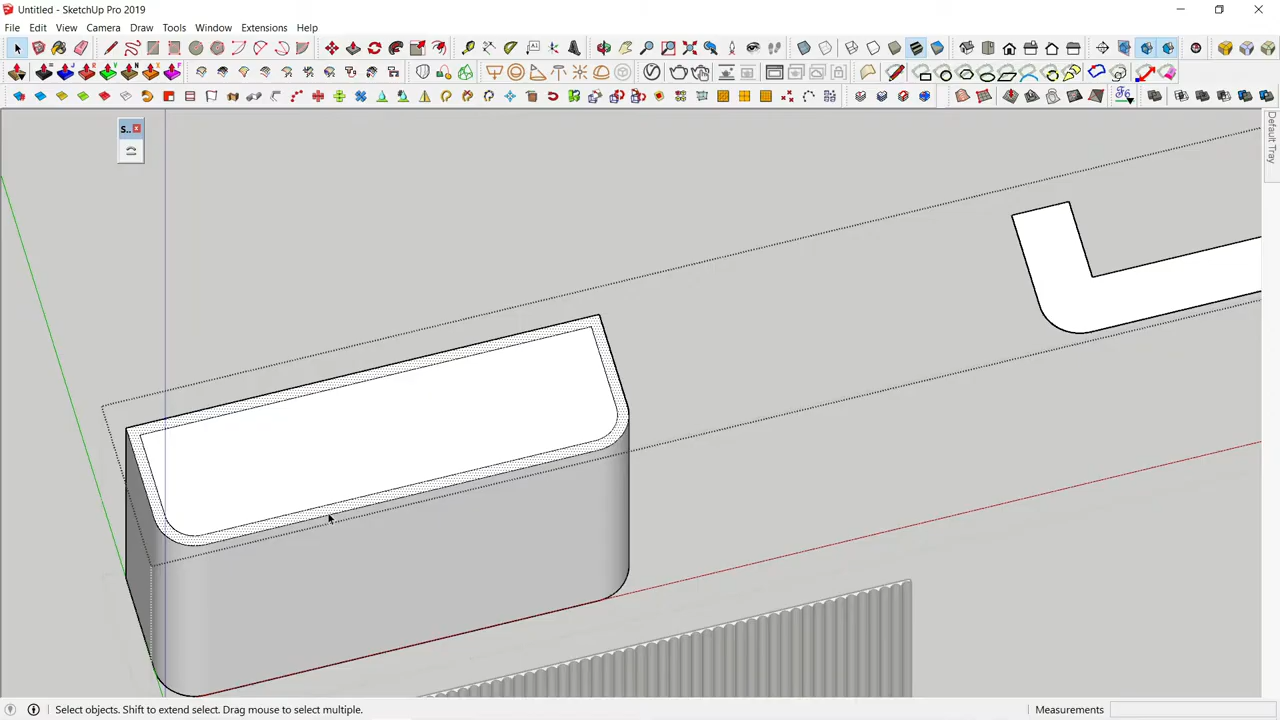 Untitled - SketchUp Pro 2019
File Edit View Camera Draw Tools Window Extensions Help
S..
Default Tray
Select objects. Shift to extend select. Drag mouse to select multiple.
Measurements